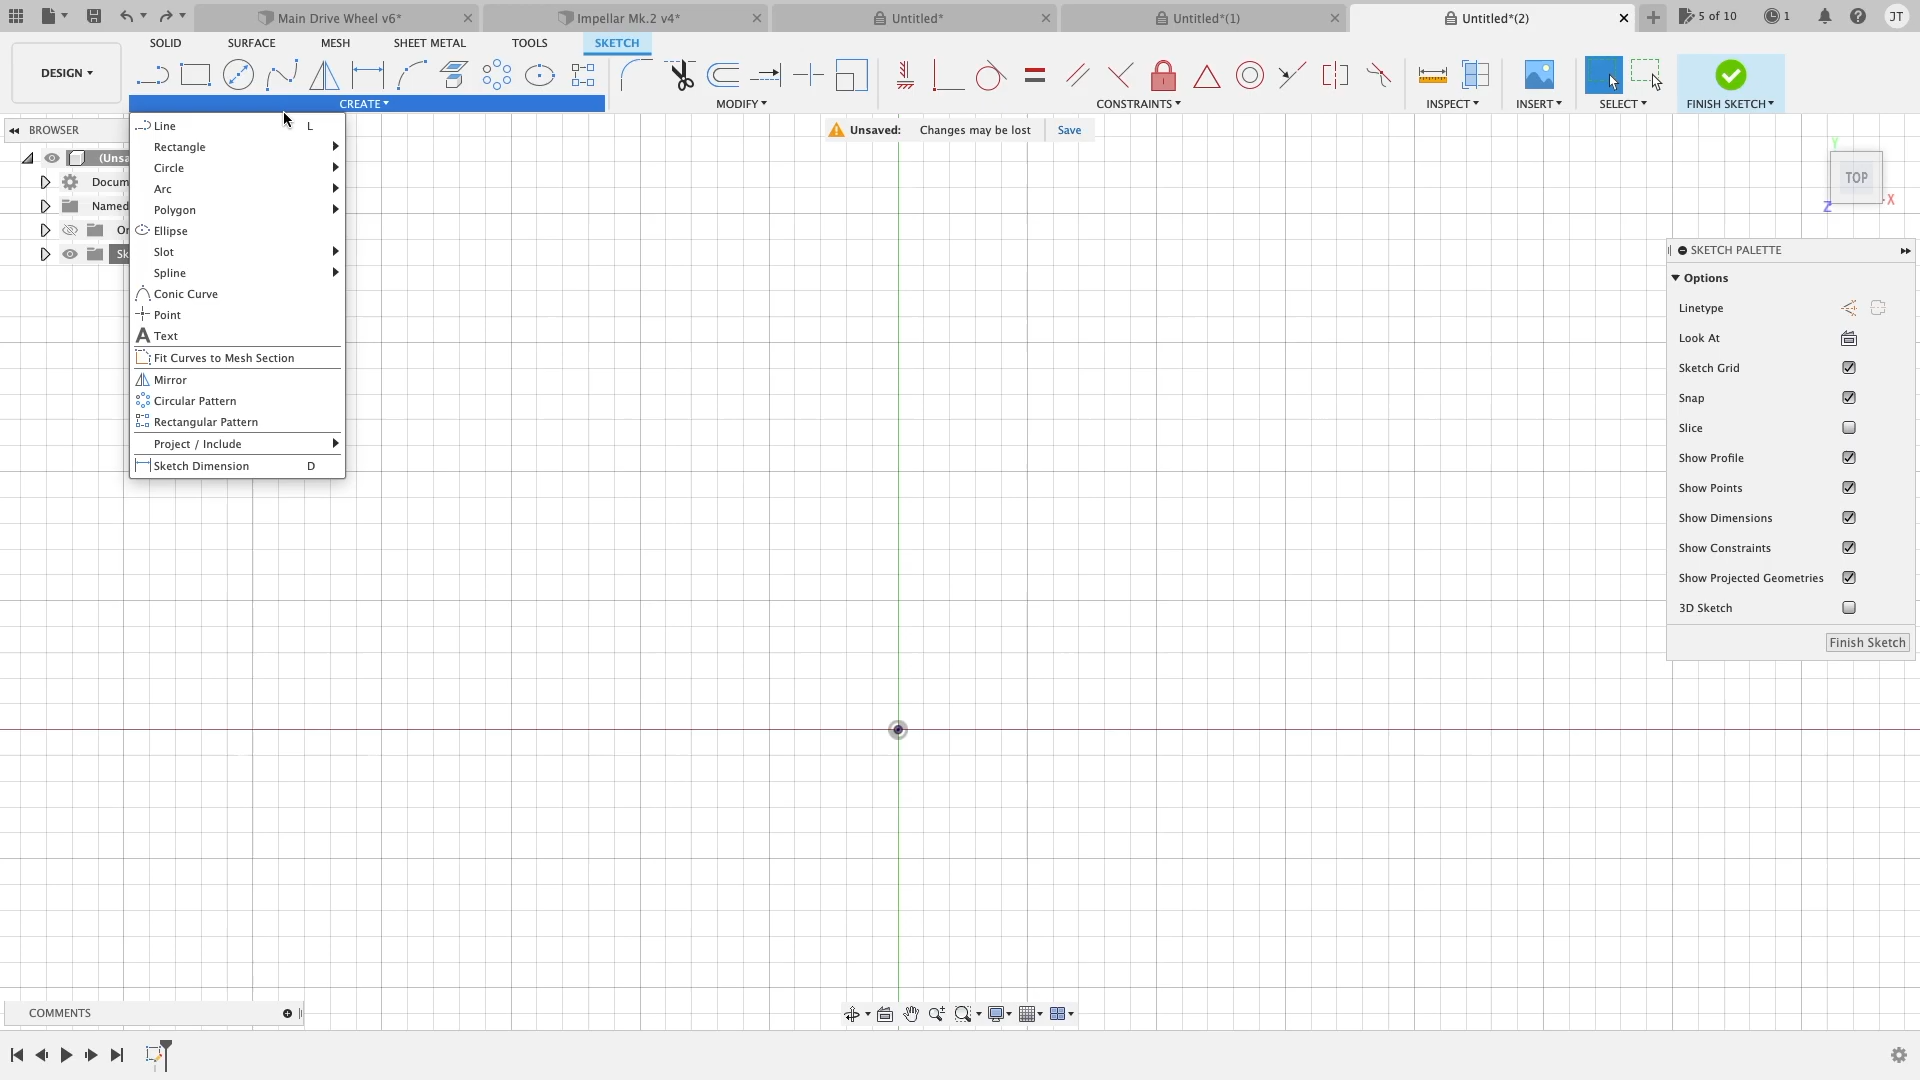 Main Drive Wheel v6*
Impellar Mk.2 v4*
Untitled*
Untitled*(1)
Untitled*(2)
5 of 10
1
JT
DESIGN
SOLID
SURFACE
MESH
SHEET METAL
TOOLS
SKETCH
CREATE
MODIFY
CONSTRAINTS
INSPECT
INSERT
SELECT
FINISH SKETCH
BROWSER
(Unsa
Docum
Named
Or
Sk
Line L
Rectangle
Circle
Arc
Polygon
Ellipse
Slot
Spline
Conic Curve
Point
Text
Fit Curves to Mesh Section
Mirror
Circular Pattern
Rectangular Pattern
Project / Include
Sketch Dimension D
Unsaved: Changes may be lost Save
Y
TOP
X
Z
SKETCH PALETTE
Options
Linetype
Look At
Sketch Grid
Snap
Slice
Show Profile
Show Points
Show Dimensions
Show Constraints
Show Projected Geometries
3D Sketch
Finish Sketch
COMMENTS